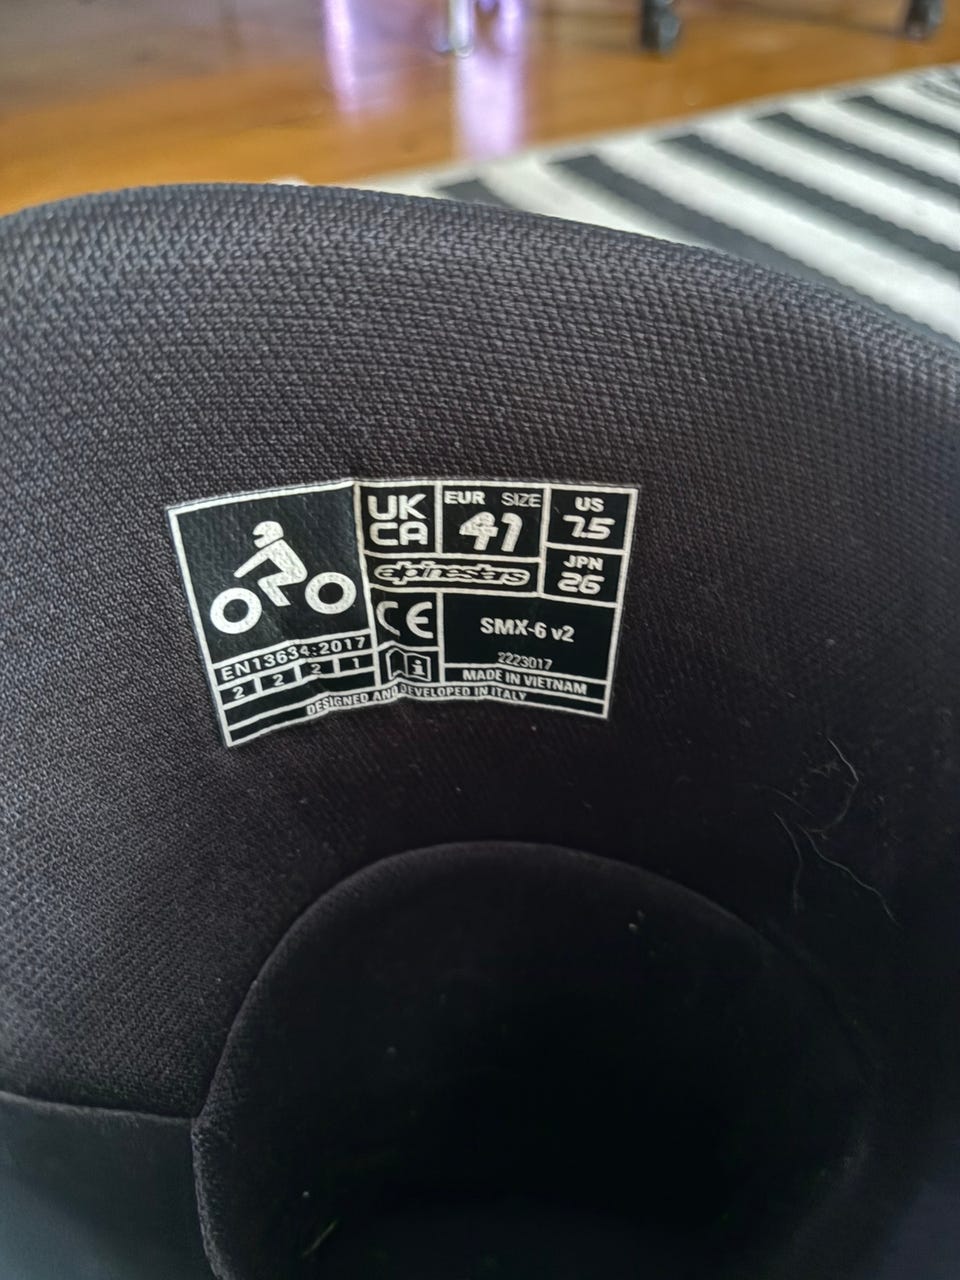 UK
CA
EUR SIZE
41
US
7.5
alpinestars
JPN
26
CE
SMX-6 v2
2223017
EN13634:2017
2 2 2 1
i
MADE IN VIETNAM
DESIGNED AND DEVELOPED IN ITALY